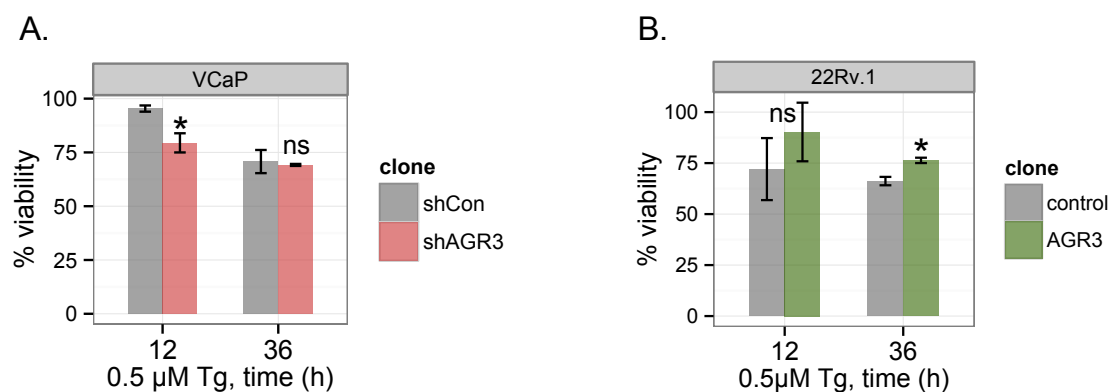 A.
VCaP
100
75
50
25
0
% viability
*
ns
12
36
0.5 µM Tg, time (h)
clone
shCon
shAGR3
B.
22Rv.1
100
75
50
25
0
% viability
ns
*
12
36
0.5µM Tg, time (h)
clone
control
AGR3